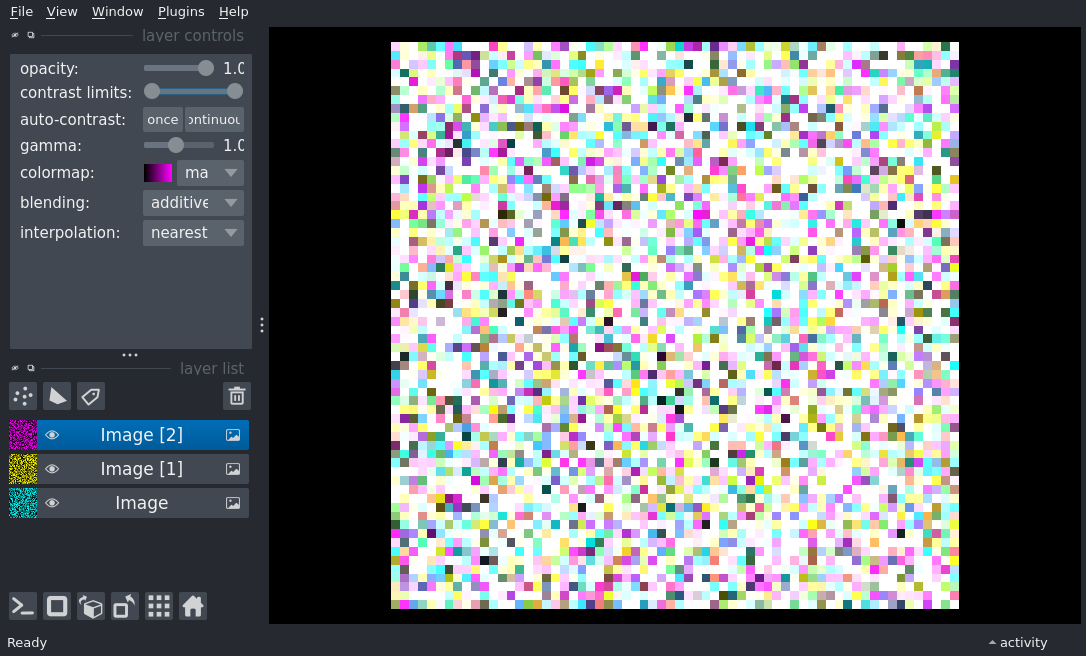 File View Window Plugins Help
layer controls
opacity: 1.0
contrast limits:
auto-contrast: once ontinuou
gamma: 1.0
colormap: ma
blending: additive
interpolation: nearest
layer list
Image [2]
Image [1]
Image
Ready activity